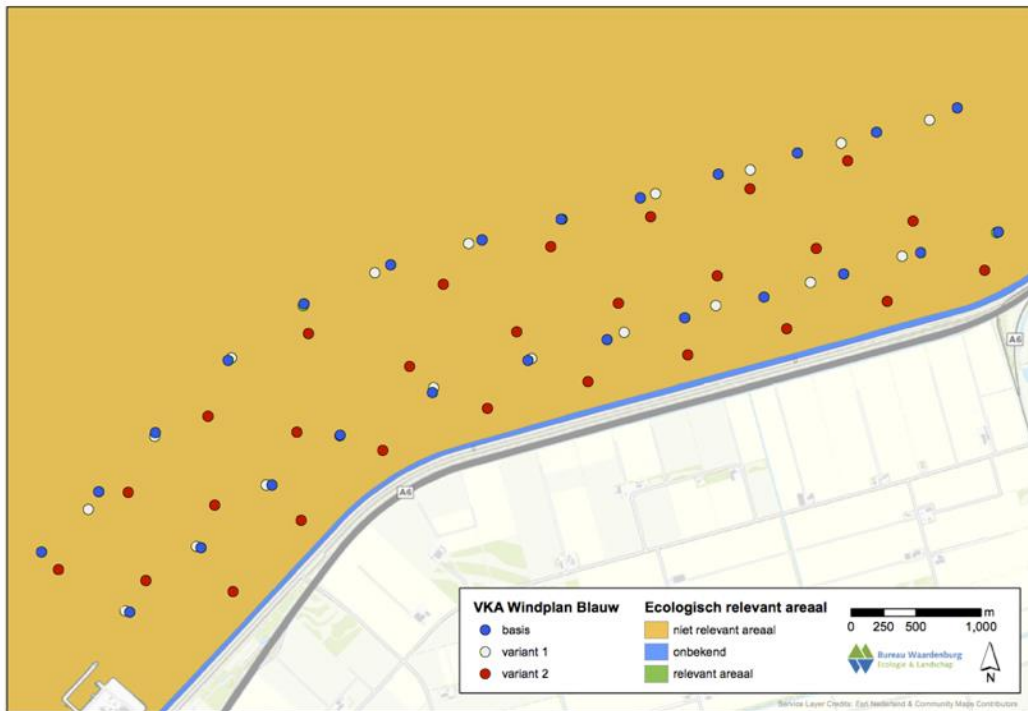 A6
A6
VKA Windplan Blauw
basis
variant 1
variant 2
Ecologisch relevant areaal
niet relevant areaal
onbekend
relevant areaal
m
0 250 500 1,000
Bureau Waardenburg
Ecologie & Landschap
N
Service Layer Credits: Esri Nederland & Community Maps Contributors